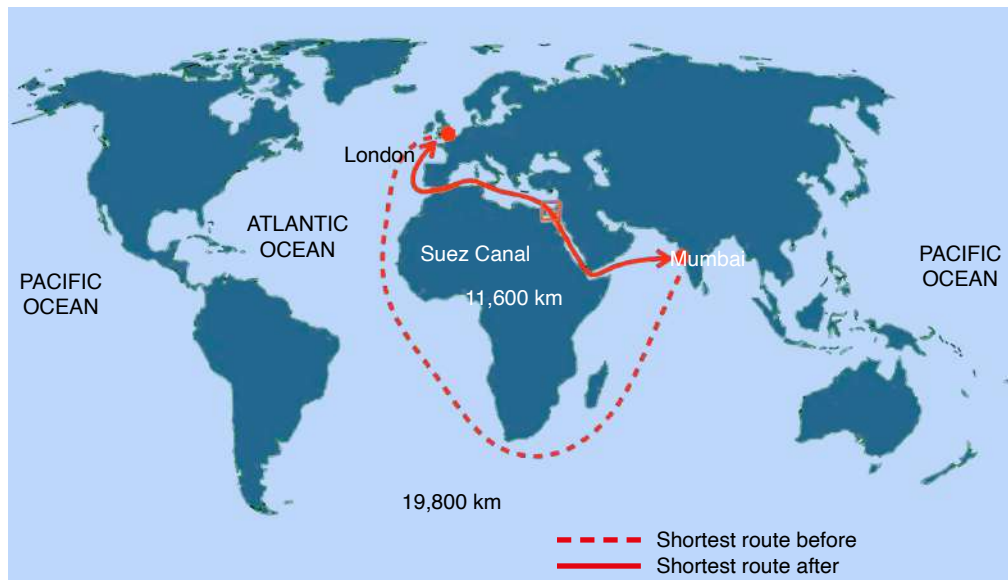 London
ATLANTIC
OCEAN
PACIFIC
OCEAN
Suez Canal
Mumbai
PACIFIC
OCEAN
11,600 km
19,800 km
Shortest route before
Shortest route after